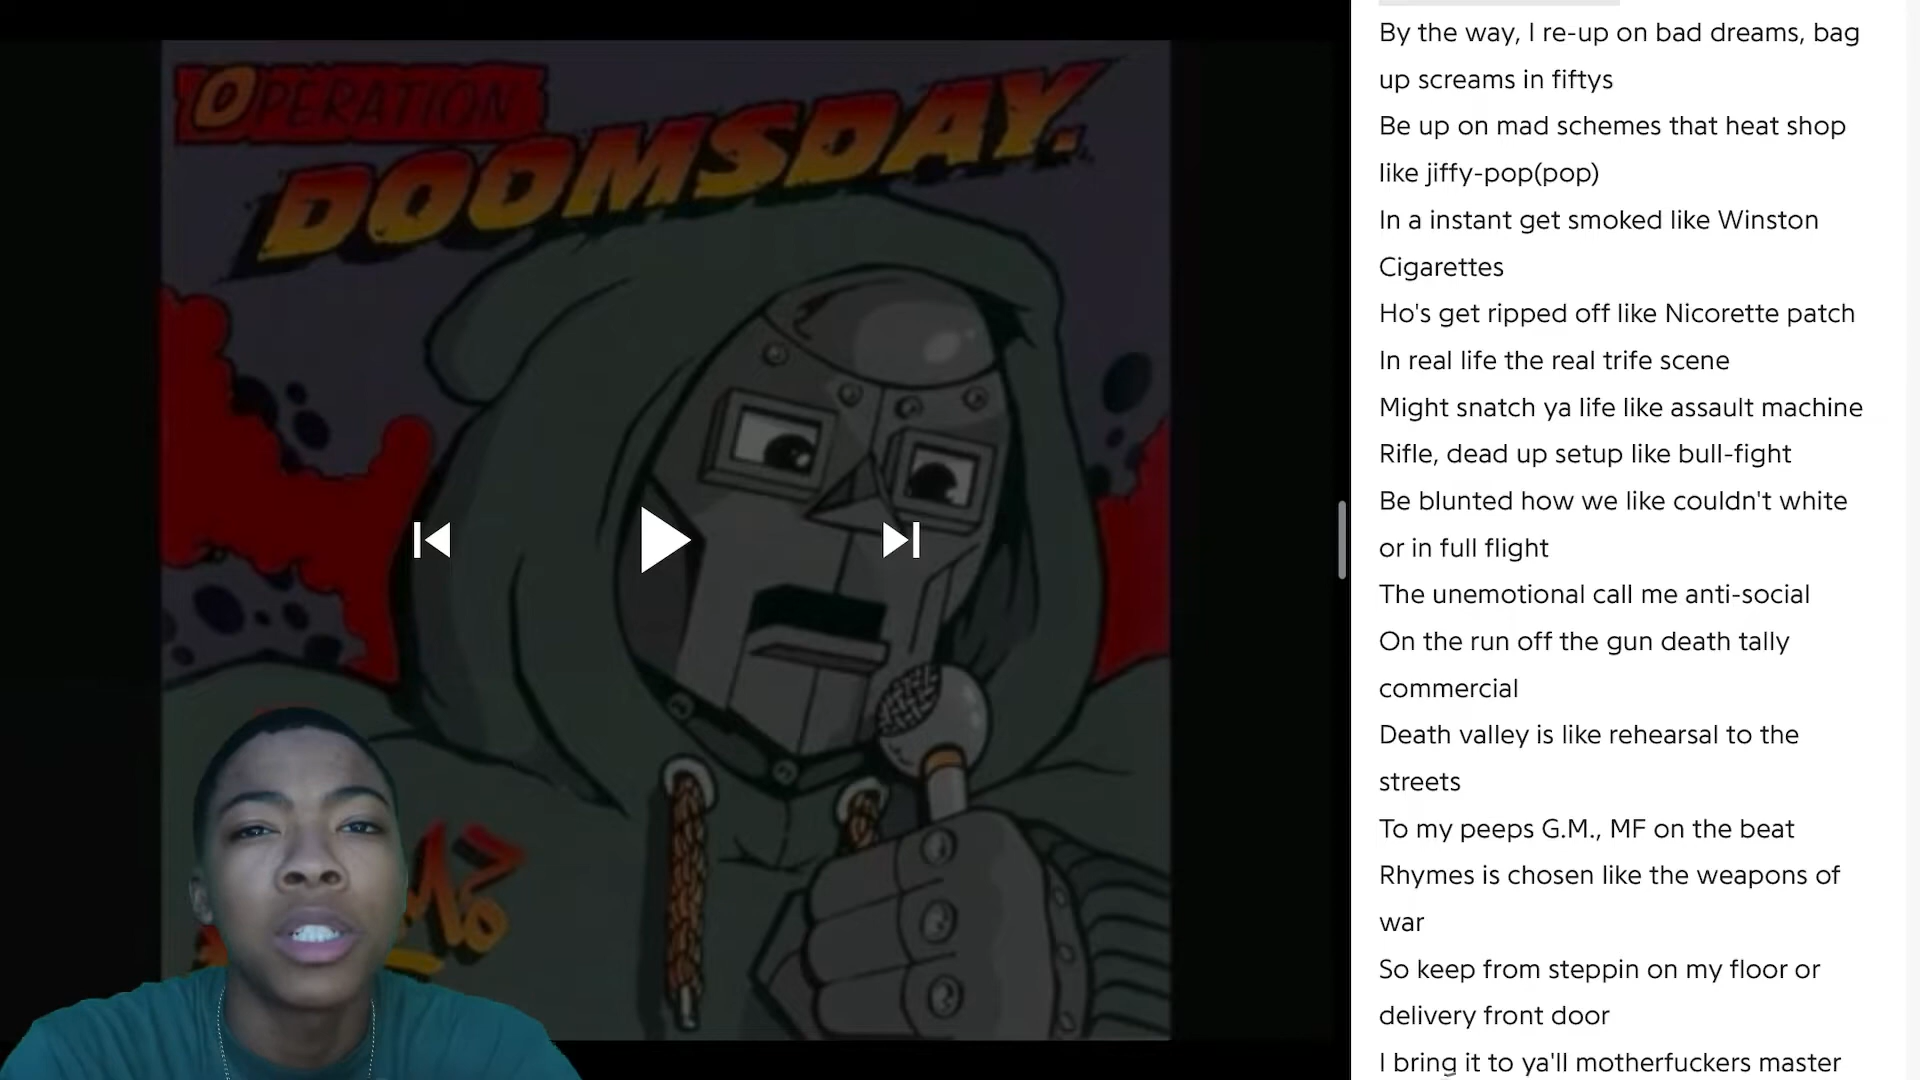 OPERATION
DOOMSDAY.
By the way, I re-up on bad dreams, bag
up screams in fiftys
Be up on mad schemes that heat shop
like jiffy-pop(pop)
In a instant get smoked like Winston
Cigarettes
Ho's get ripped off like Nicorette patch
In real life the real trife scene
Might snatch ya life like assault machine
Rifle, dead up setup like bull-fight
Be blunted how we like couldn't white
or in full flight
The unemotional call me anti-social
On the run off the gun death tally
commercial
Death valley is like rehearsal to the
streets
To my peeps G.M., MF on the beat
Rhymes is chosen like the weapons of
war
So keep from steppin on my floor or
delivery front door
I bring it to ya'll motherfuckers master